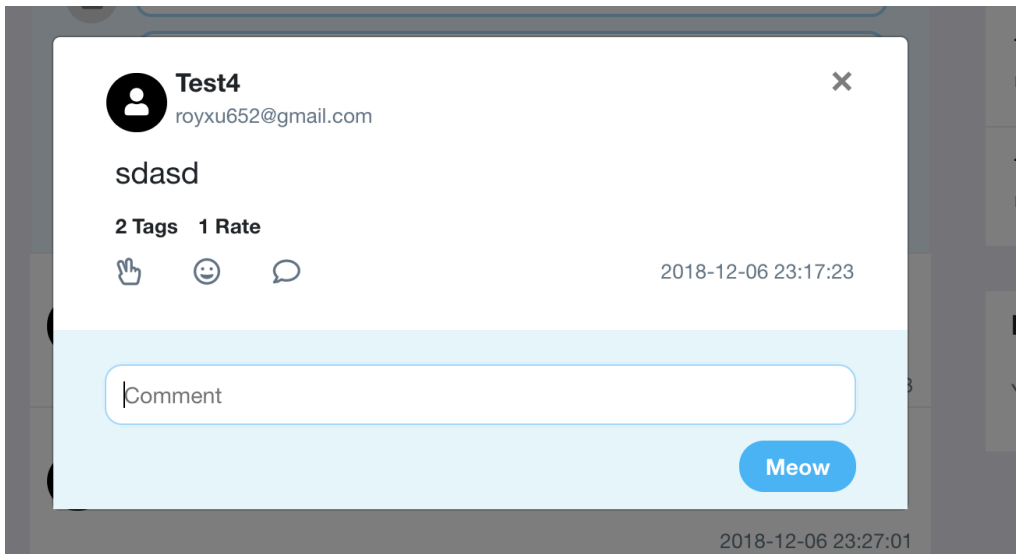 Test4
royxu652@gmail.com
sdasd
2 Tags 1 Rate
2018-12-06 23:17:23
Comment
Meow
2018-12-06 23:27:01